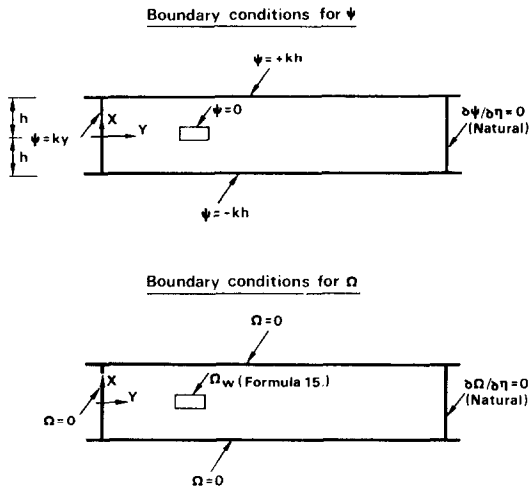 Boundary conditions for ψ
ψ=+kh
ψ=0
h
X
ψ=ky
Y
h
∂ψ/∂η=0
(Natural)
ψ=-kh
Boundary conditions for Ω
Ω=0
X
Ωw (Formula 15.)
Y
Ω=0
∂Ω/∂η=0
(Natural)
Ω=0